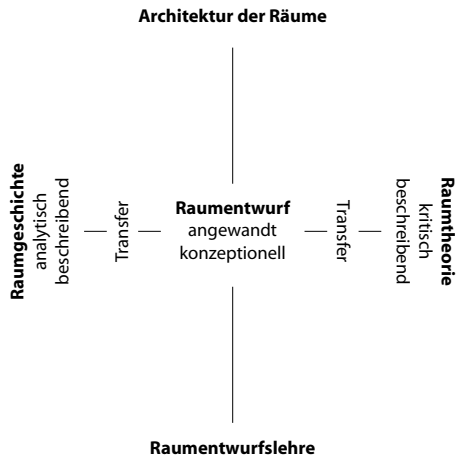 Architektur der Räume
Raumgeschichte
analytisch
beschreibend
Transfer
Raumentwurf
angewandt
konzeptionell
Transfer
Raumtheorie
kritisch
beschreibend
Raumentwurfslehre